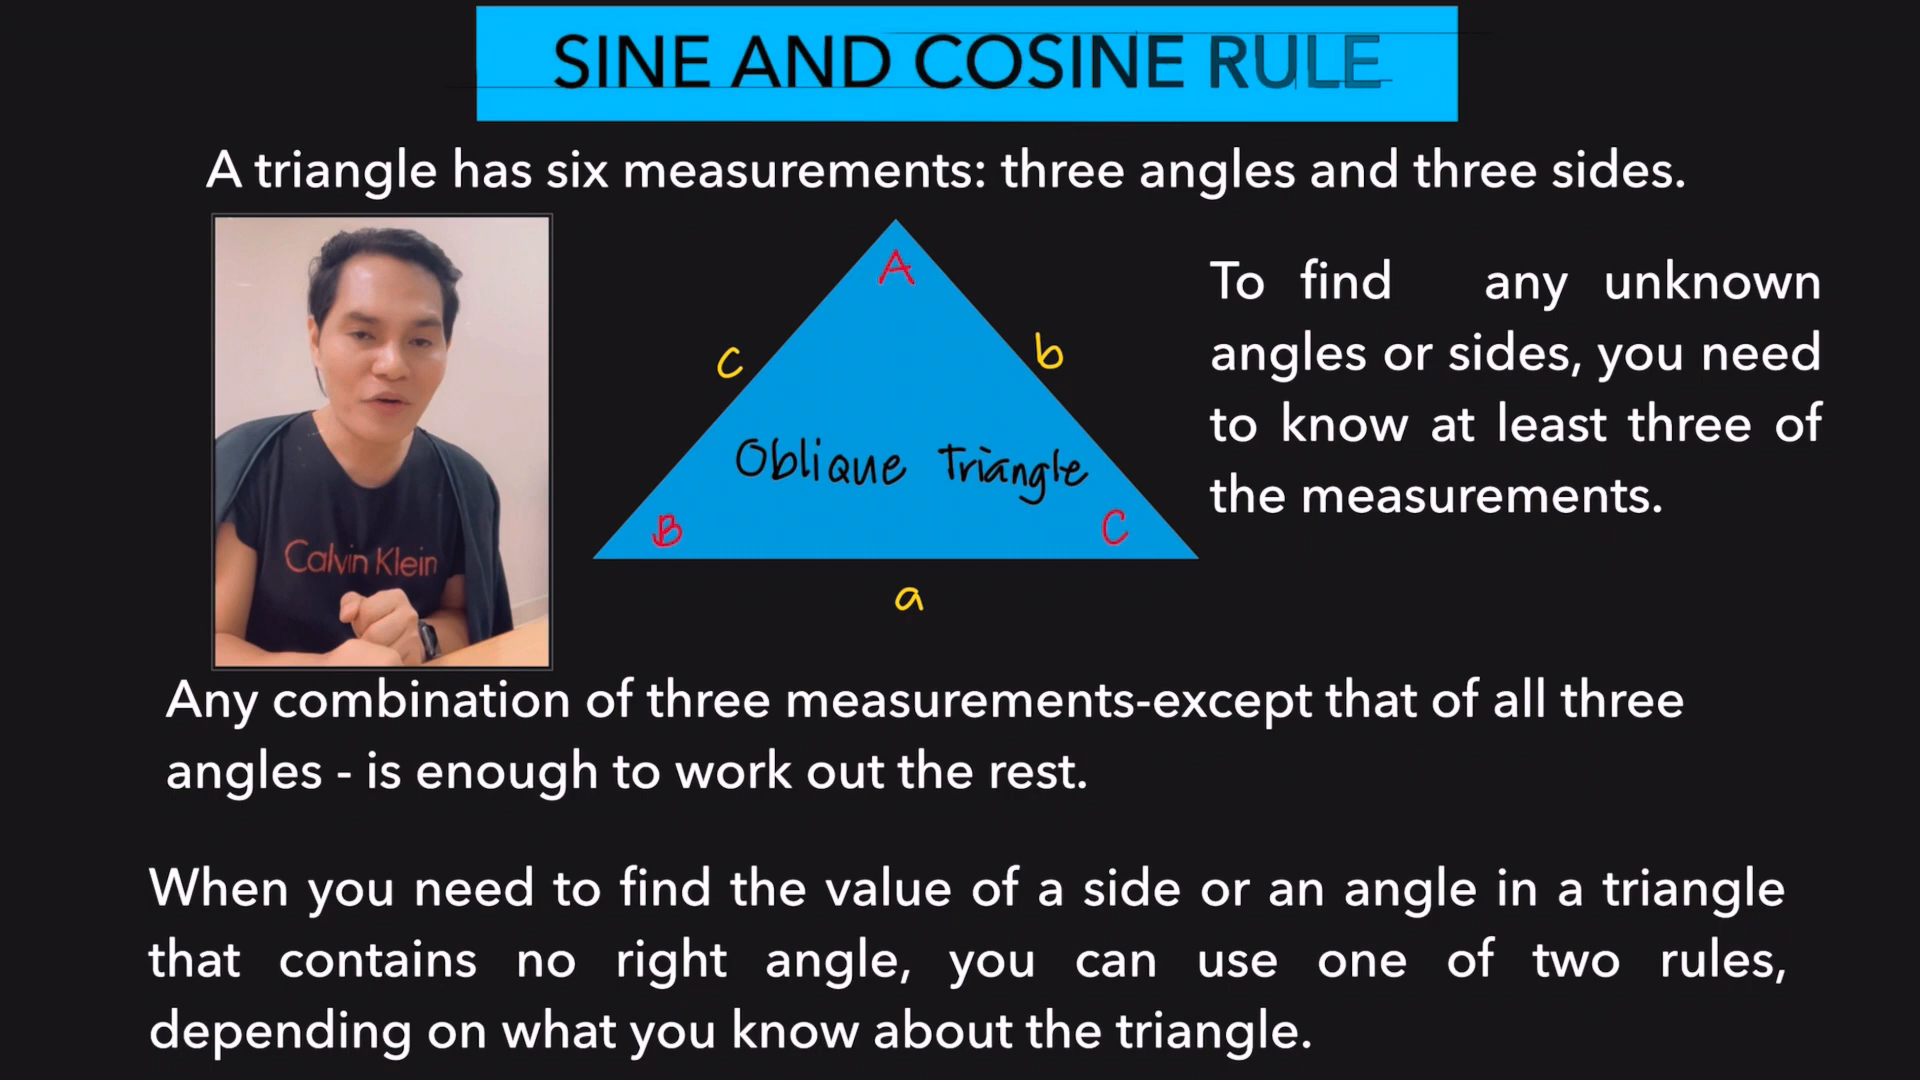 SINE AND COSINE RULE
A triangle has six measurements: three angles and three sides.
A
c
b
Oblique Triangle
B
C
a
Calvin Klein
To find any unknown
angles or sides, you need
to know at least three of
the measurements.
Any combination of three measurements-except that of all three
angles - is enough to work out the rest.
When you need to find the value of a side or an angle in a triangle
that contains no right angle, you can use one of two rules,
depending on what you know about the triangle.